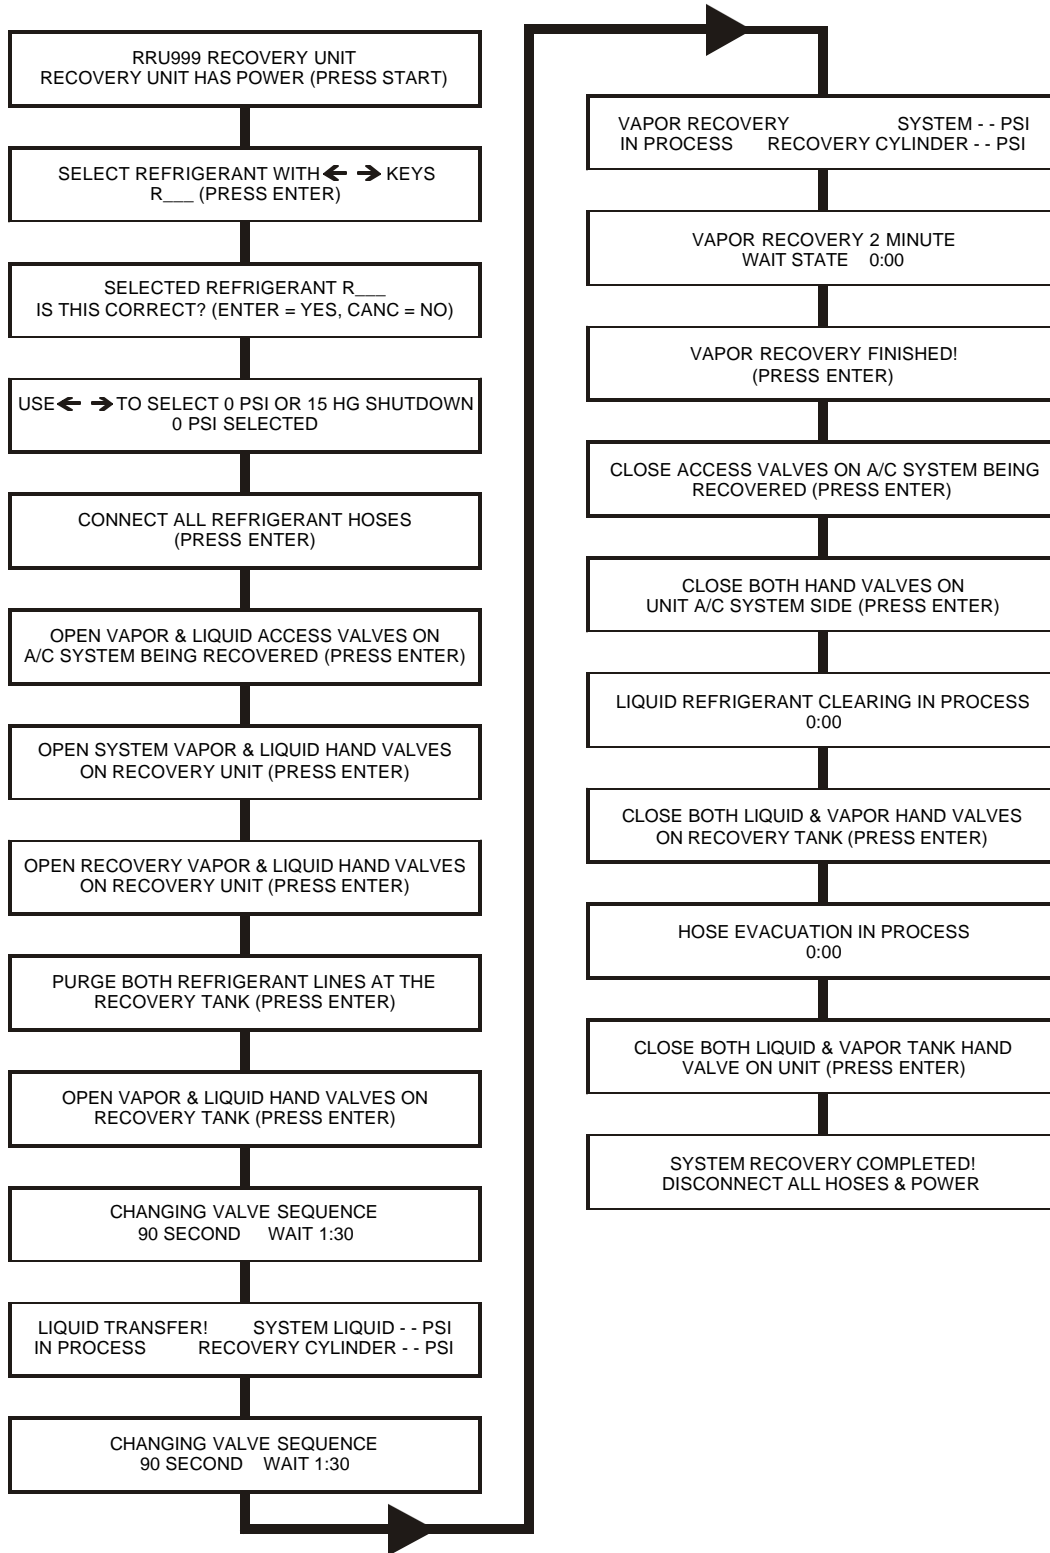 RRU999 RECOVERY UNIT
RECOVERY UNIT HAS POWER (PRESS START)
SELECT REFRIGERANT WITH ← → KEYS
R___ (PRESS ENTER)
SELECTED REFRIGERANT R___
IS THIS CORRECT? (ENTER = YES, CANC = NO)
USE ← → TO SELECT 0 PSI OR 15 HG SHUTDOWN
0 PSI SELECTED
CONNECT ALL REFRIGERANT HOSES
(PRESS ENTER)
OPEN VAPOR & LIQUID ACCESS VALVES ON
A/C SYSTEM BEING RECOVERED (PRESS ENTER)
OPEN SYSTEM VAPOR & LIQUID HAND VALVES
ON RECOVERY UNIT (PRESS ENTER)
OPEN RECOVERY VAPOR & LIQUID HAND VALVES
ON RECOVERY UNIT (PRESS ENTER)
PURGE BOTH REFRIGERANT LINES AT THE
RECOVERY TANK (PRESS ENTER)
OPEN VAPOR & LIQUID HAND VALVES ON
RECOVERY TANK (PRESS ENTER)
CHANGING VALVE SEQUENCE
90 SECOND WAIT 1:30
LIQUID TRANSFER! SYSTEM LIQUID - - PSI
IN PROCESS RECOVERY CYLINDER - - PSI
CHANGING VALVE SEQUENCE
90 SECOND WAIT 1:30
VAPOR RECOVERY SYSTEM - - PSI
IN PROCESS RECOVERY CYLINDER - - PSI
VAPOR RECOVERY 2 MINUTE
WAIT STATE 0:00
VAPOR RECOVERY FINISHED!
(PRESS ENTER)
CLOSE ACCESS VALVES ON A/C SYSTEM BEING
RECOVERED (PRESS ENTER)
CLOSE BOTH HAND VALVES ON
UNIT A/C SYSTEM SIDE (PRESS ENTER)
LIQUID REFRIGERANT CLEARING IN PROCESS
0:00
CLOSE BOTH LIQUID & VAPOR HAND VALVES
ON RECOVERY TANK (PRESS ENTER)
HOSE EVACUATION IN PROCESS
0:00
CLOSE BOTH LIQUID & VAPOR TANK HAND
VALVE ON UNIT (PRESS ENTER)
SYSTEM RECOVERY COMPLETED!
DISCONNECT ALL HOSES & POWER